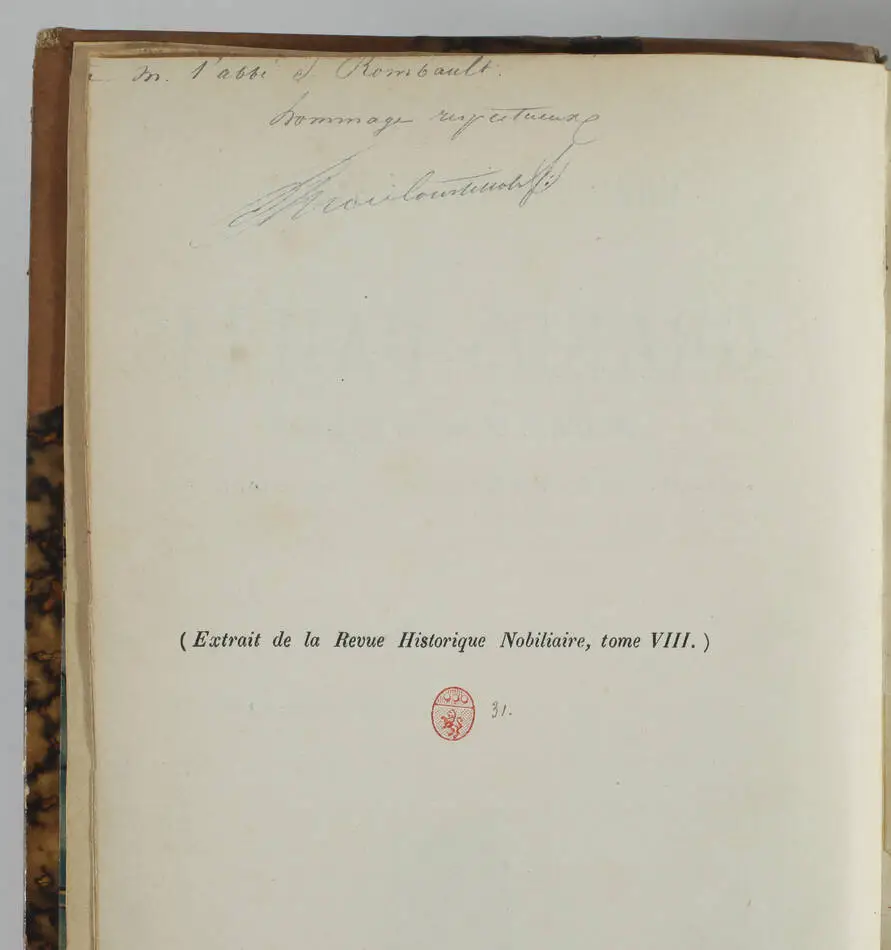 m. l'abbé Rombault.
hommage respectueux
(Extrait de la Revue Historique Nobiliaire, tome VIII.)
31.